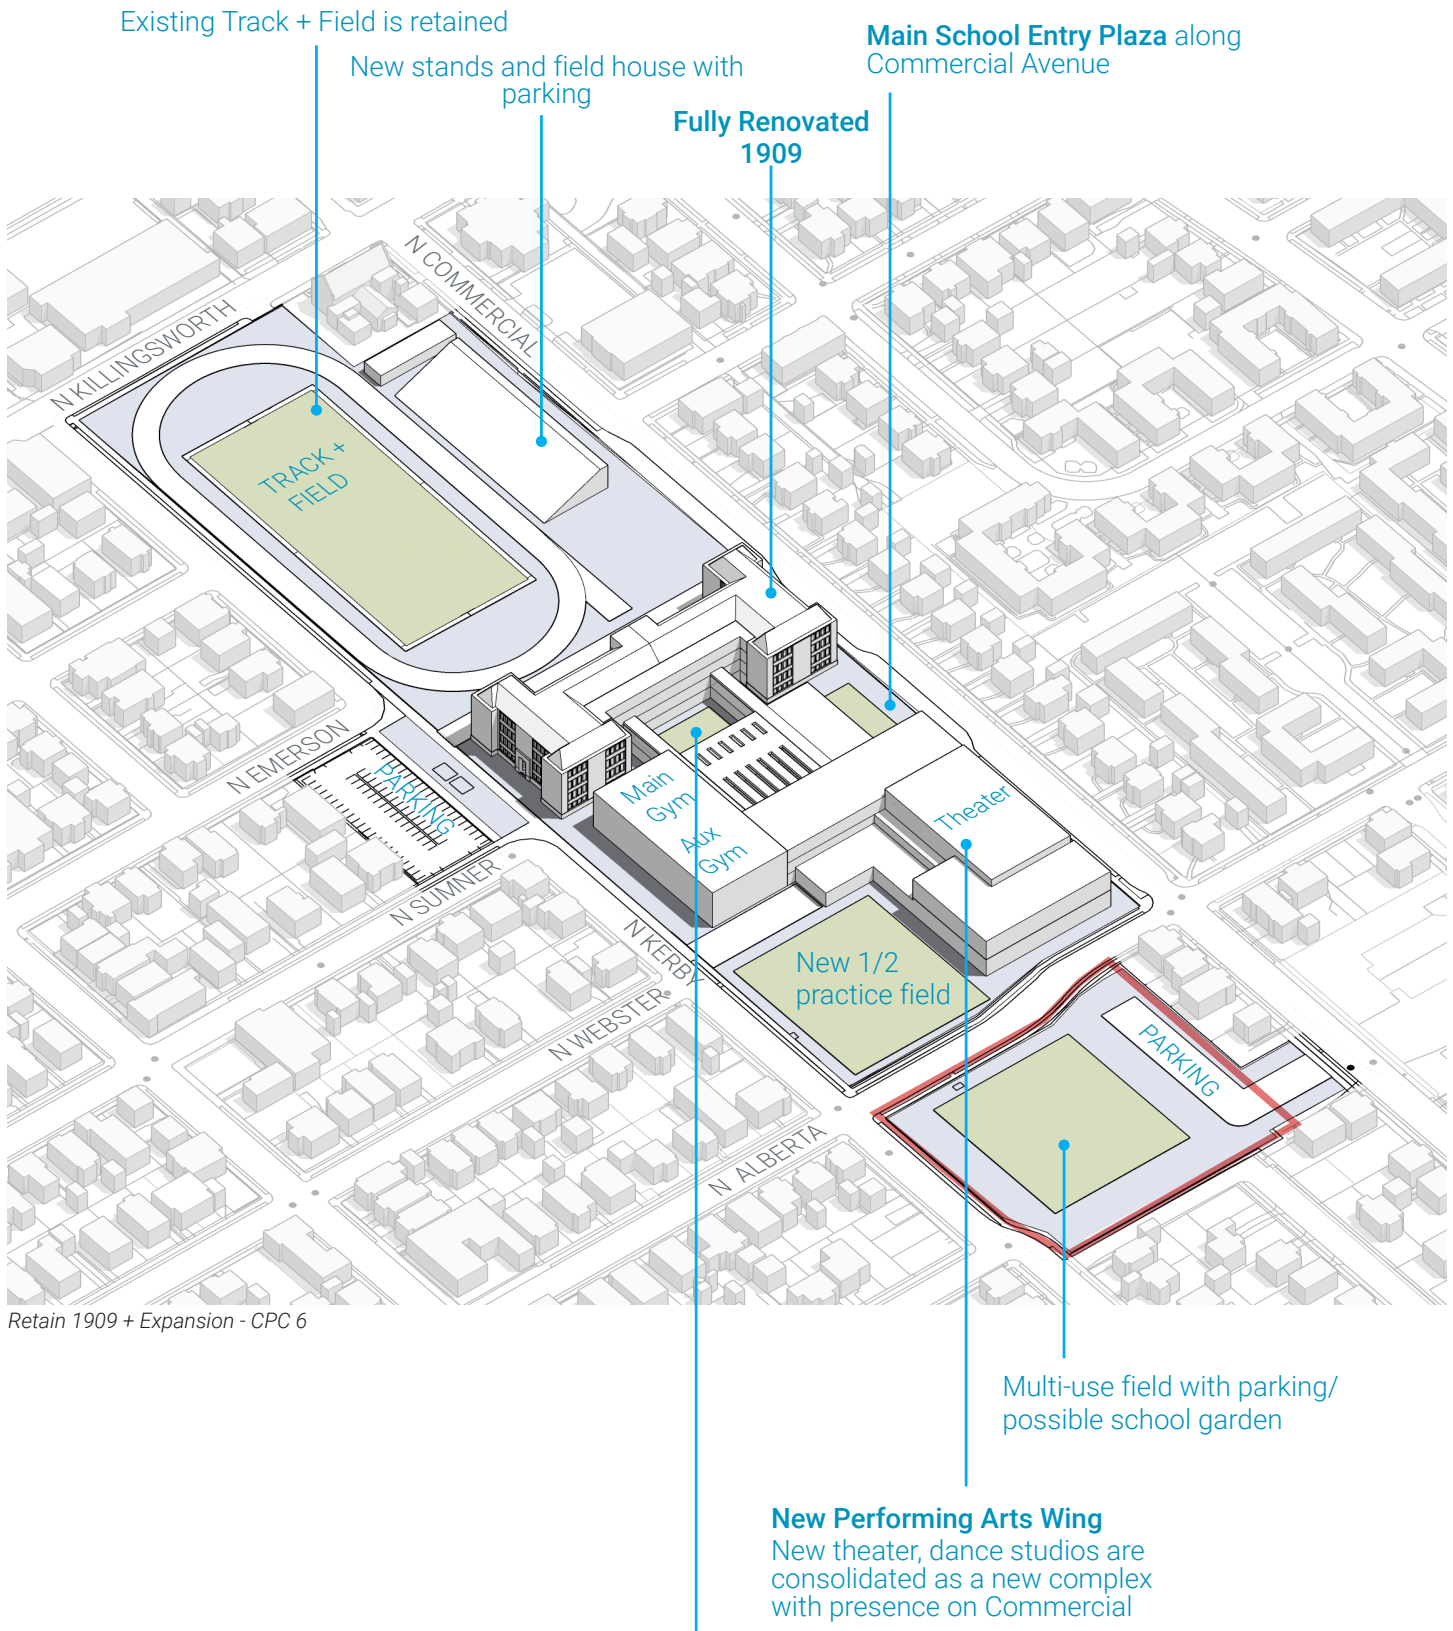 Existing Track + Field is retained
New stands and field house with
parking
Main School Entry Plaza along
Commercial Avenue
Fully Renovated
1909
N COMMERCIAL
N KILLINGSWORTH
TRACK +
FIELD
N EMERSON
PARKING
Main
Gym
Aux
Gym
Theater
N SUMNER
N KERBY
New 1/2
practice field
N WEBSTER
PARKING
N ALBERTA
Retain 1909 + Expansion - CPC 6
Multi-use field with parking/
possible school garden
New Performing Arts Wing
New theater, dance studios are
consolidated as a new complex
with presence on Commercial